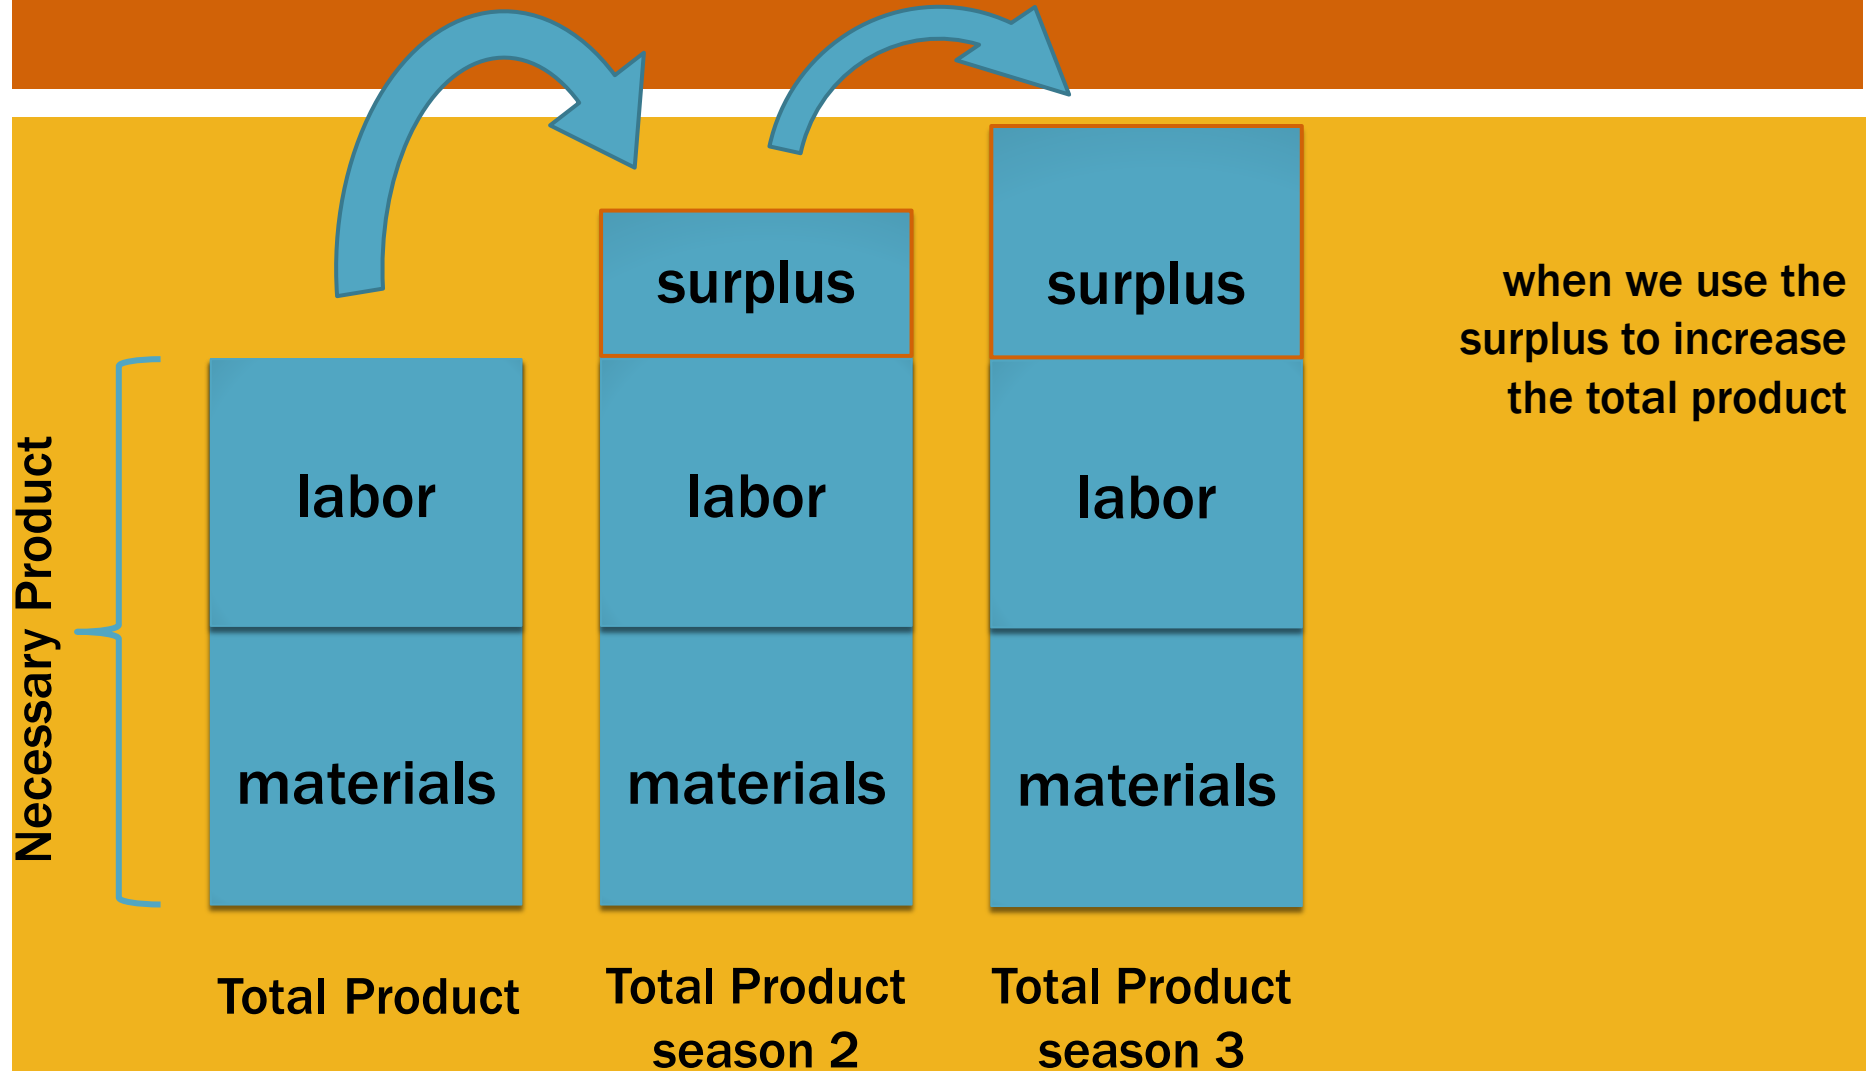 surplus
surplus
when we use the
surplus to increase
the total product
Necessary Product
labor
labor
labor
materials
materials
materials
Total Product
Total Product
season 2
Total Product
season 3